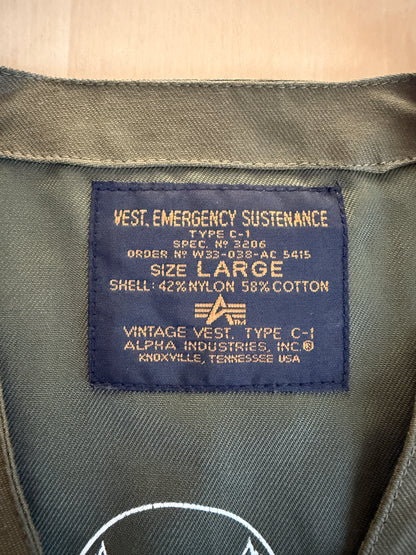 VEST, EMERGENCY SUSTENANCE
TYPE C-1
SPEC. Nº 3206
ORDER Nº W33-038-AC 5415
SIZE LARGE
SHELL: 42% NYLON 58% COTTON
TM
VINTAGE VEST, TYPE C-1
ALPHA INDUSTRIES, INC.®
KNOXVILLE, TENNESSEE USA